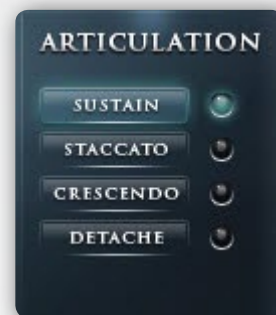 ARTICULATION
SUSTAIN
STACCATO
CRESCENDO
DETACHE